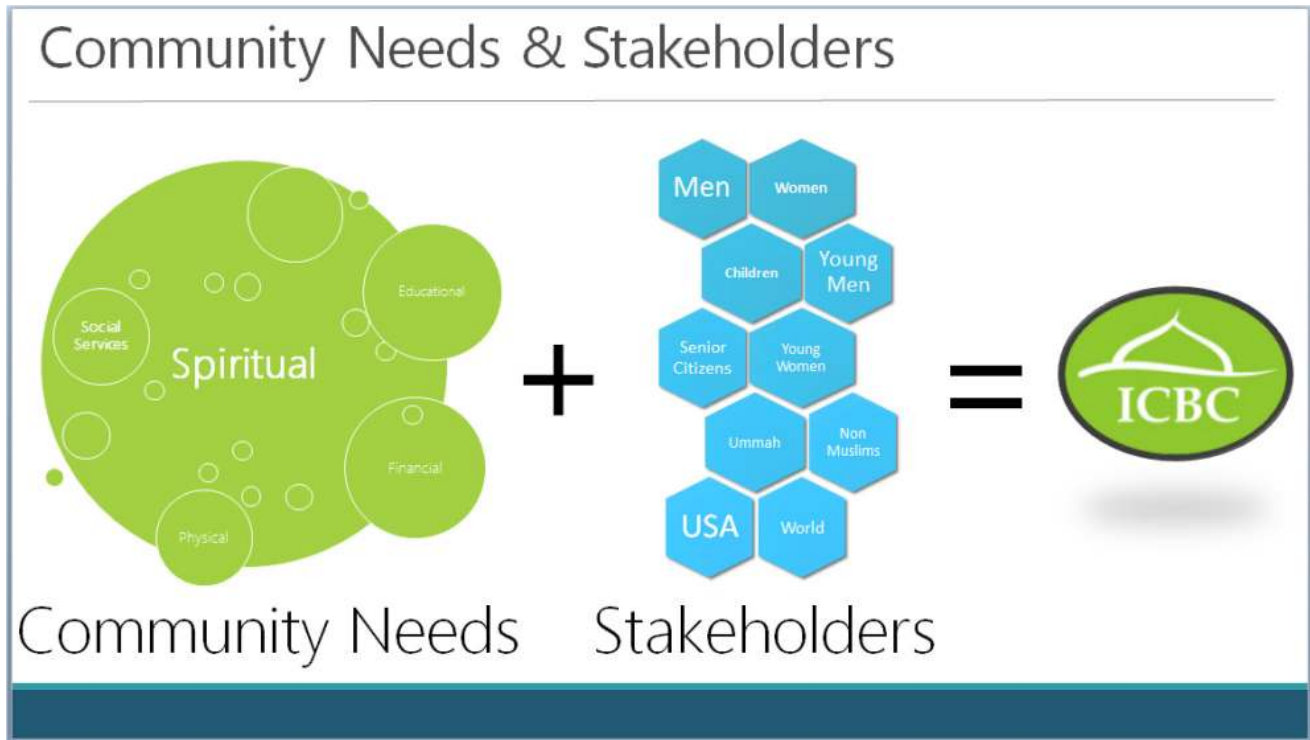 Community Needs & Stakeholders
Social
Services
Spiritual
Educational
Financial
Physical
Men
Women
Children
Young
Men
Senior
Citizens
Young
Women
Ummah
Non
Muslims
USA
World
+
=
ICBC
Community Needs
Stakeholders